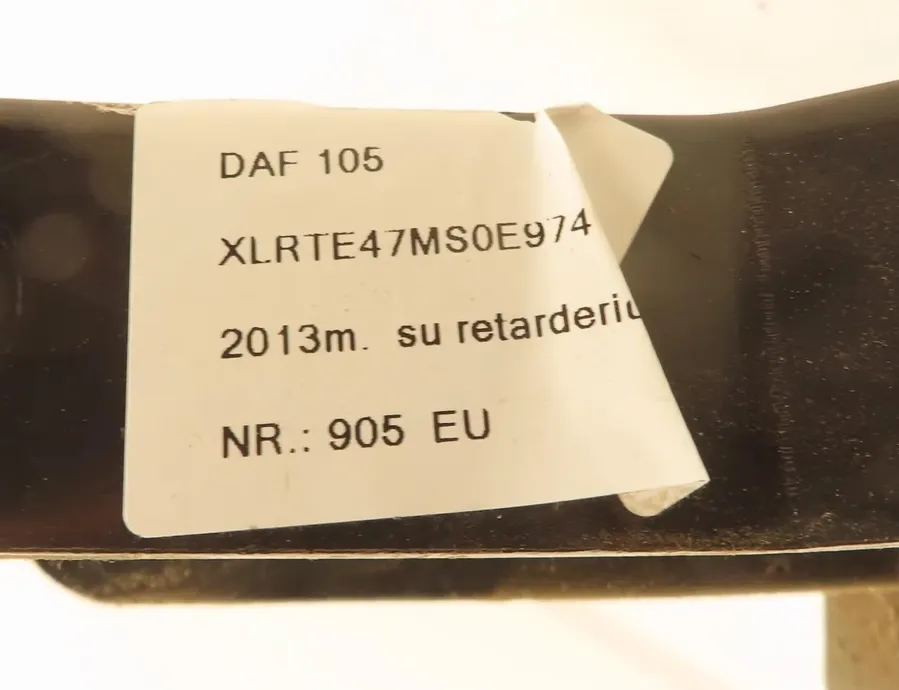 DAF 105
XLRTE47MS0E974
2013m. su retarderiu
NR.: 905 EU